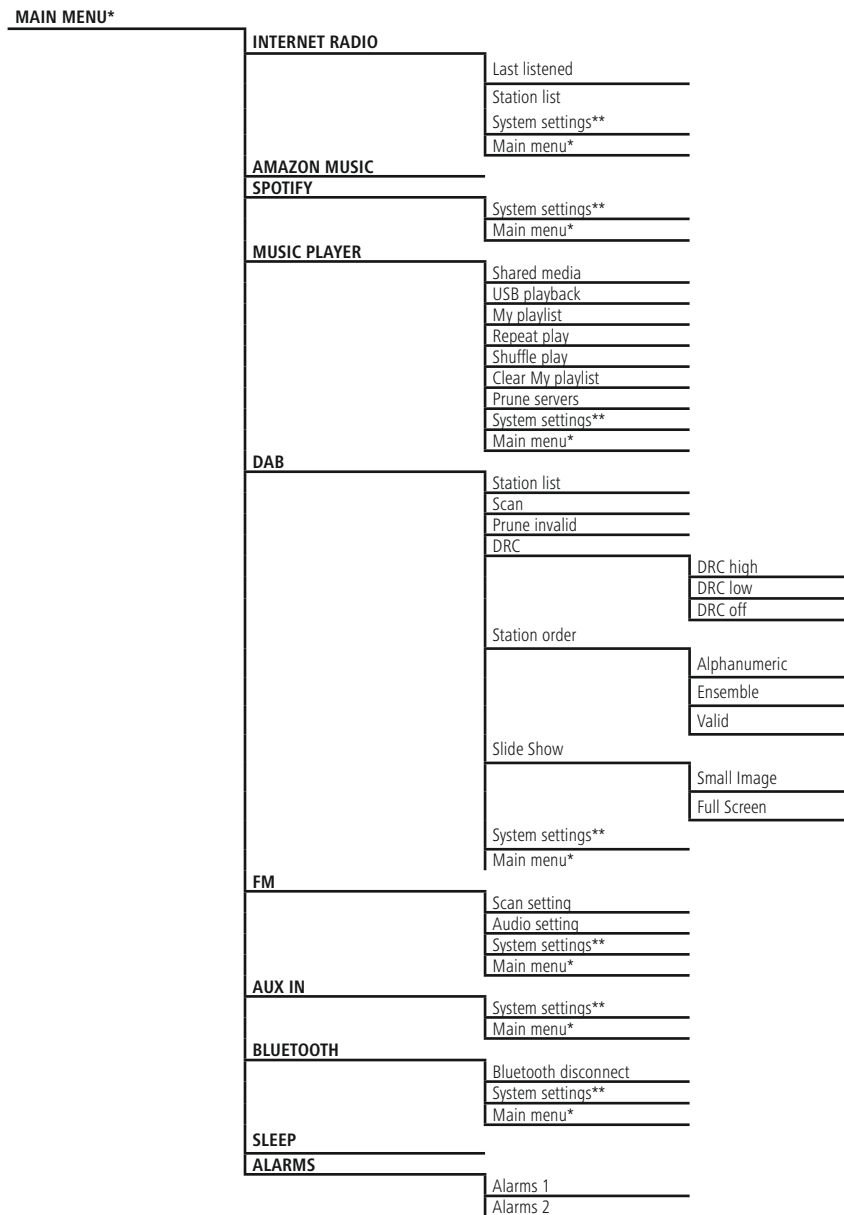 MAIN MENU*
INTERNET RADIO
Last listened
Station list
System settings**
Main menu*
AMAZON MUSIC
SPOTIFY
System settings**
Main menu*
MUSIC PLAYER
Shared media
USB playback
My playlist
Repeat play
Shuffle play
Clear My playlist
Prune servers
System settings**
Main menu*
DAB
Station list
Scan
Prune invalid
DRC
DRC high
DRC low
DRC off
Station order
Alphanumeric
Ensemble
Valid
Slide Show
Small Image
Full Screen
System settings**
Main menu*
FM
Scan setting
Audio setting
System settings**
Main menu*
AUX IN
System settings**
Main menu*
BLUETOOTH
Bluetooth disconnect
System settings**
Main menu*
SLEEP
ALARMS
Alarms 1
Alarms 2